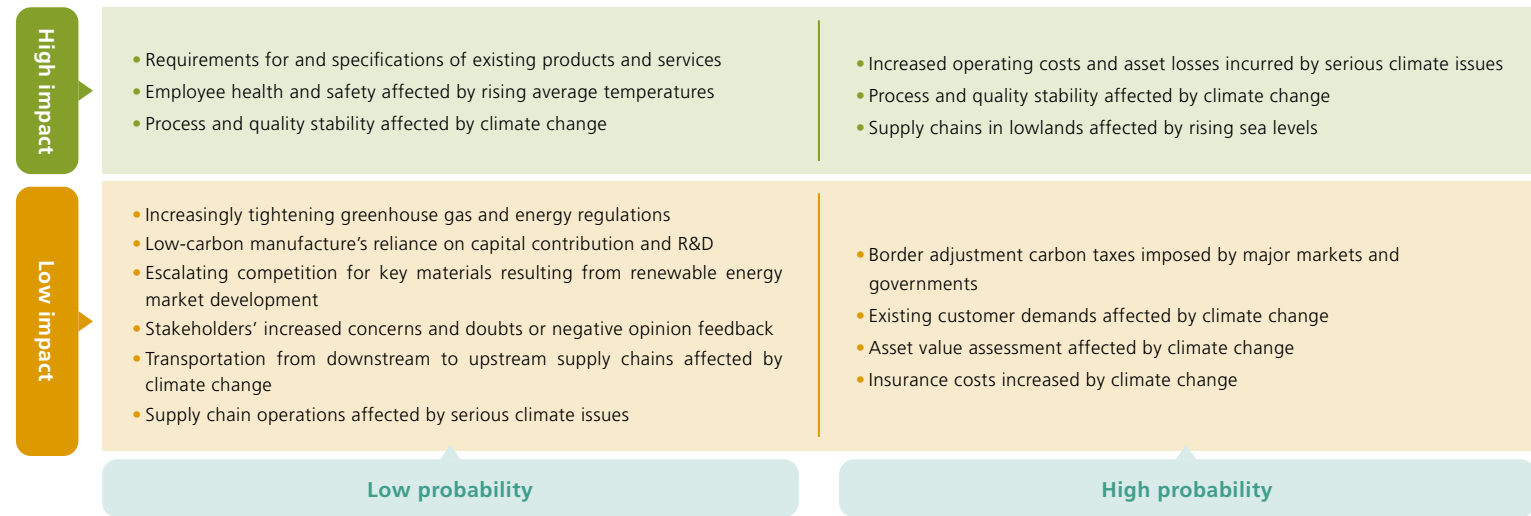 High impact
• Requirements for and specifications of existing products and services
• Employee health and safety affected by rising average temperatures
• Process and quality stability affected by climate change
• Increased operating costs and asset losses incurred by serious climate issues
• Process and quality stability affected by climate change
• Supply chains in lowlands affected by rising sea levels
Low impact
• Increasingly tightening greenhouse gas and energy regulations
• Low-carbon manufacture’s reliance on capital contribution and R&D
• Escalating competition for key materials resulting from renewable energy
market development
• Stakeholders’ increased concerns and doubts or negative opinion feedback
• Transportation from downstream to upstream supply chains affected by
climate change
• Supply chain operations affected by serious climate issues
• Border adjustment carbon taxes imposed by major markets and
governments
• Existing customer demands affected by climate change
• Asset value assessment affected by climate change
• Insurance costs increased by climate change
Low probability
High probability